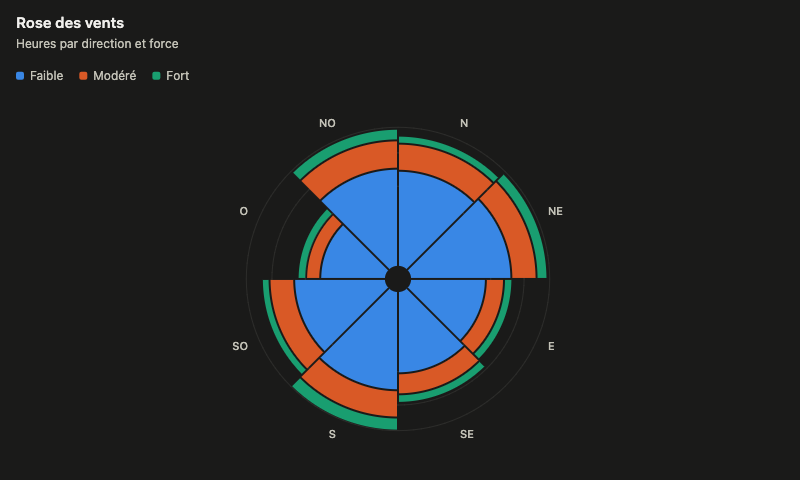 Rose des vents
Heures par direction et force
Faible
Modéré
Fort
NO
N
O
NE
SO
E
S
SE